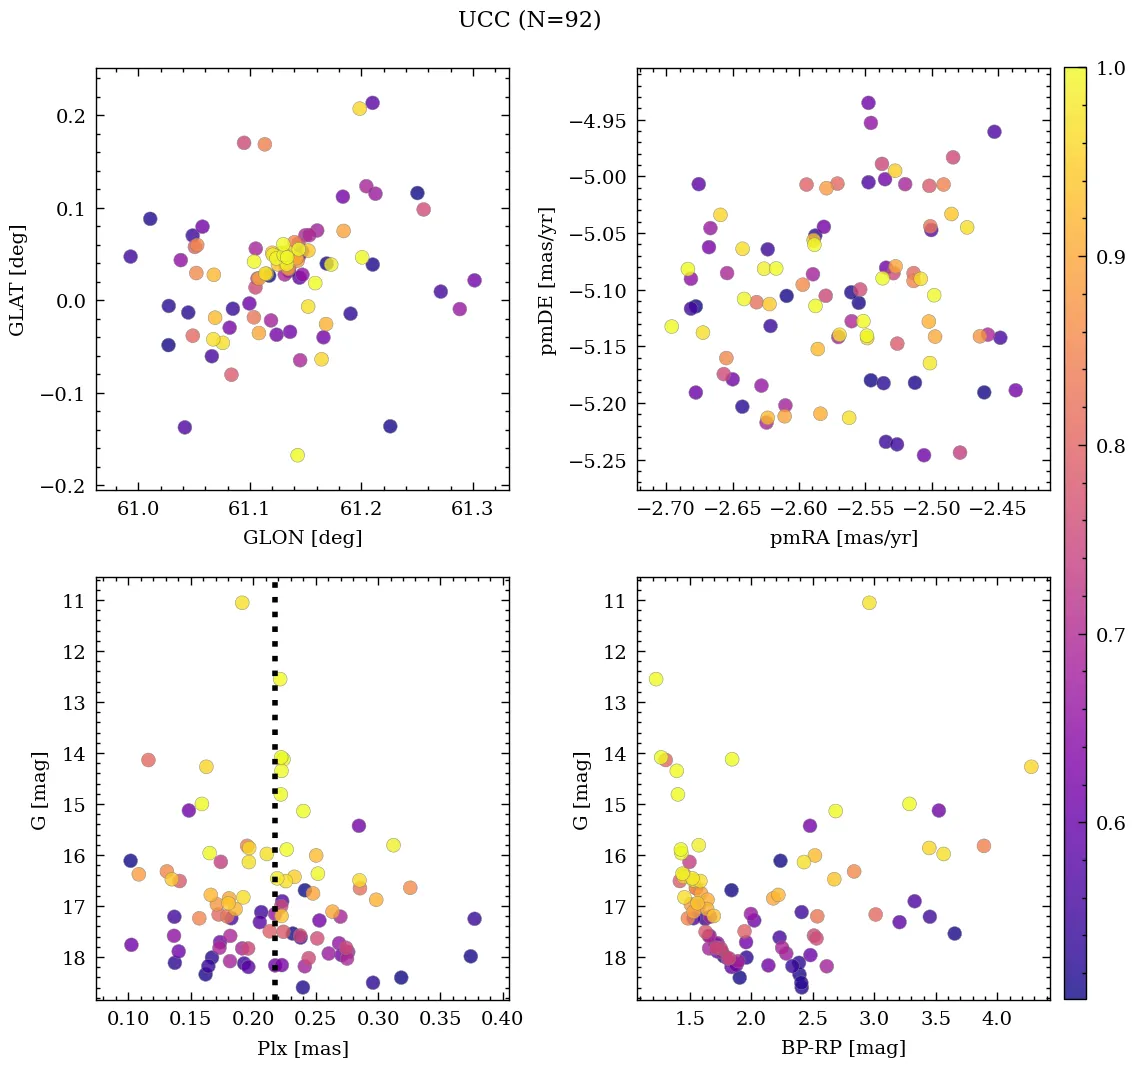 UCC (N=92)
0.2
0.1
0.0
−0.1
−0.2
GLAT [deg]
61.0 61.1 61.2 61.3
GLON [deg]
−4.95
−5.00
−5.05
−5.10
−5.15
−5.20
−5.25
pmDE [mas/yr]
−2.70 −2.65 −2.60 −2.55 −2.50 −2.45
pmRA [mas/yr]
11
12
13
14
15
16
17
18
G [mag]
0.10 0.15 0.20 0.25 0.30 0.35 0.40
Plx [mas]
11
12
13
14
15
16
17
18
G [mag]
1.5 2.0 2.5 3.0 3.5 4.0
BP-RP [mag]
1.0
0.9
0.8
0.7
0.6